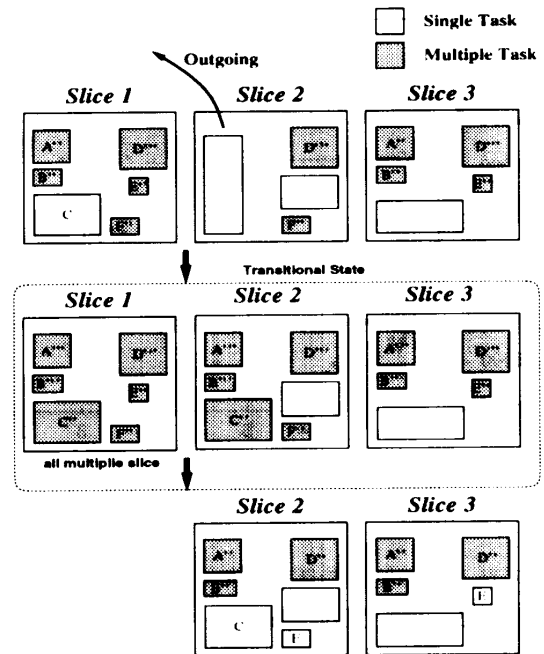 Single Task
Multiple Task
Outgoing
Slice 1 Slice 2 Slice 3
A'' D''' D''' A'' D'''
B'' B''
C
Transitional State
Slice 1 Slice 2 Slice 3
A''' D''' A''' D''' D'''
C'' C''
all multiplie slice
Slice 2 Slice 3
A'' D'' A'' D''
C